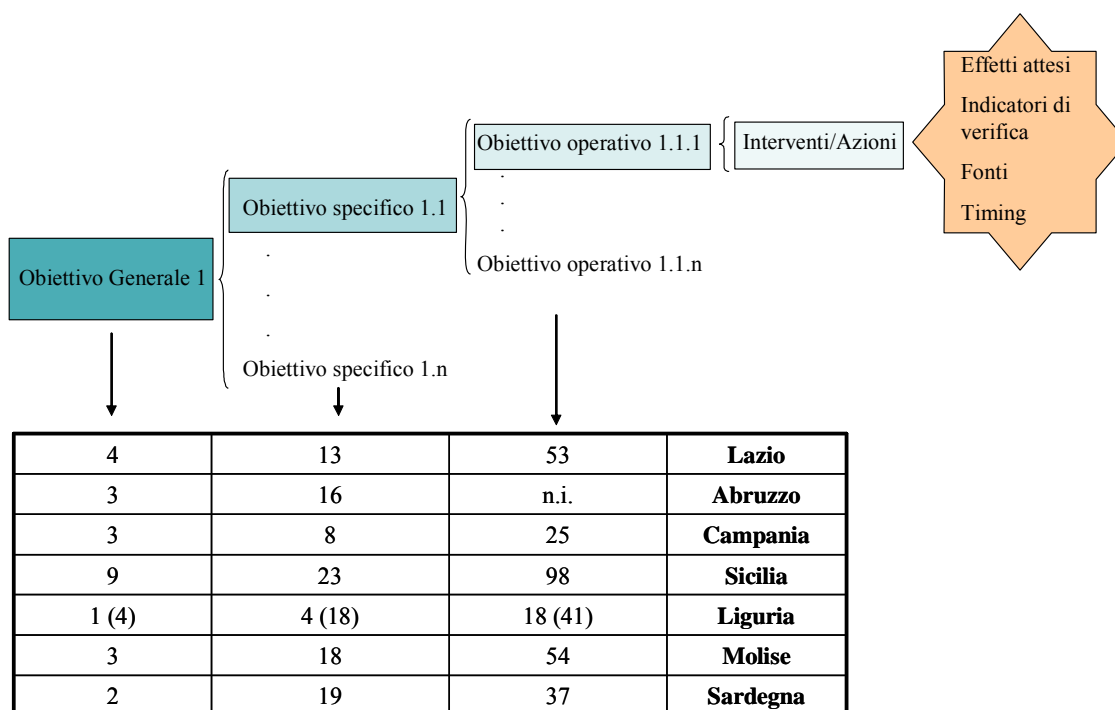 Effetti attesi
Indicatori di
verifica
Fonti
Timing
Obiettivo operativo 1.1.1
Interventi/Azioni
Obiettivo specifico 1.1
Obiettivo operativo 1.1.n
Obiettivo Generale 1
Obiettivo specifico 1.n
4 13 53 Lazio
3 16 n.i. Abruzzo
3 8 25 Campania
9 23 98 Sicilia
1 (4) 4 (18) 18 (41) Liguria
3 18 54 Molise
2 19 37 Sardegna